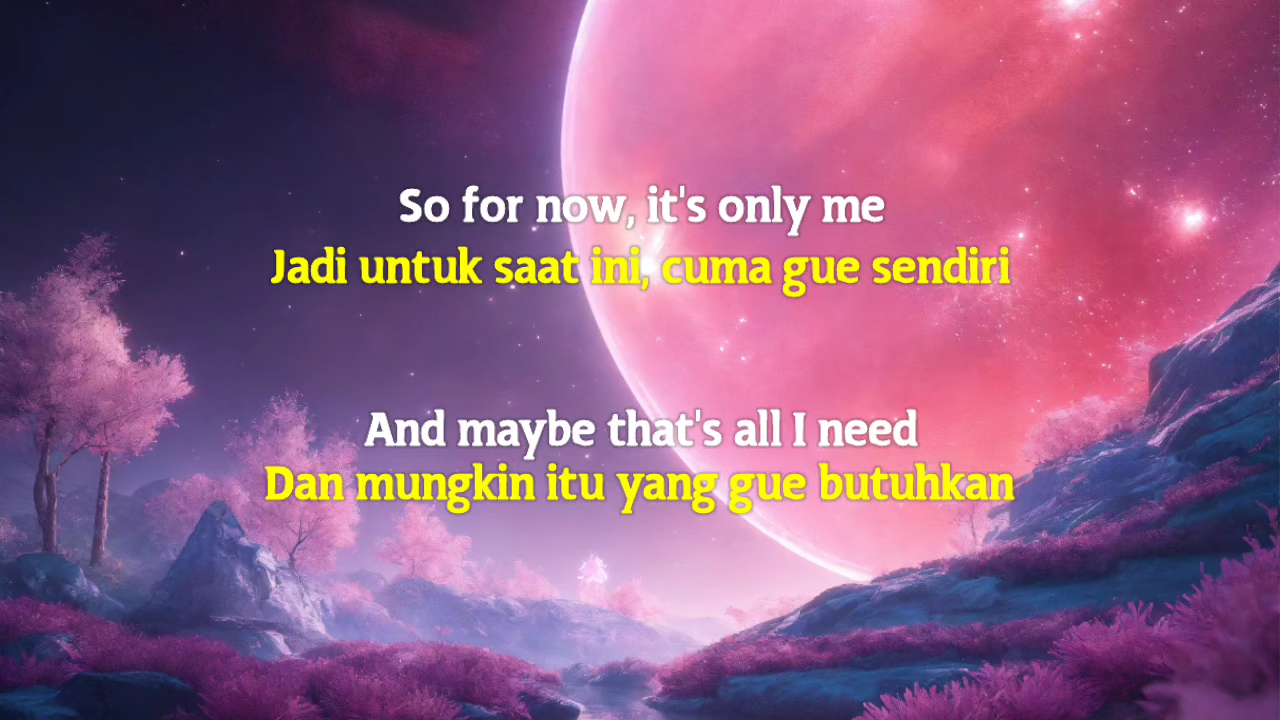 So for now, it's only me
Jadi untuk saat ini, cuma gue sendiri
And maybe that's all I need
Dan mungkin itu yang gue butuhkan